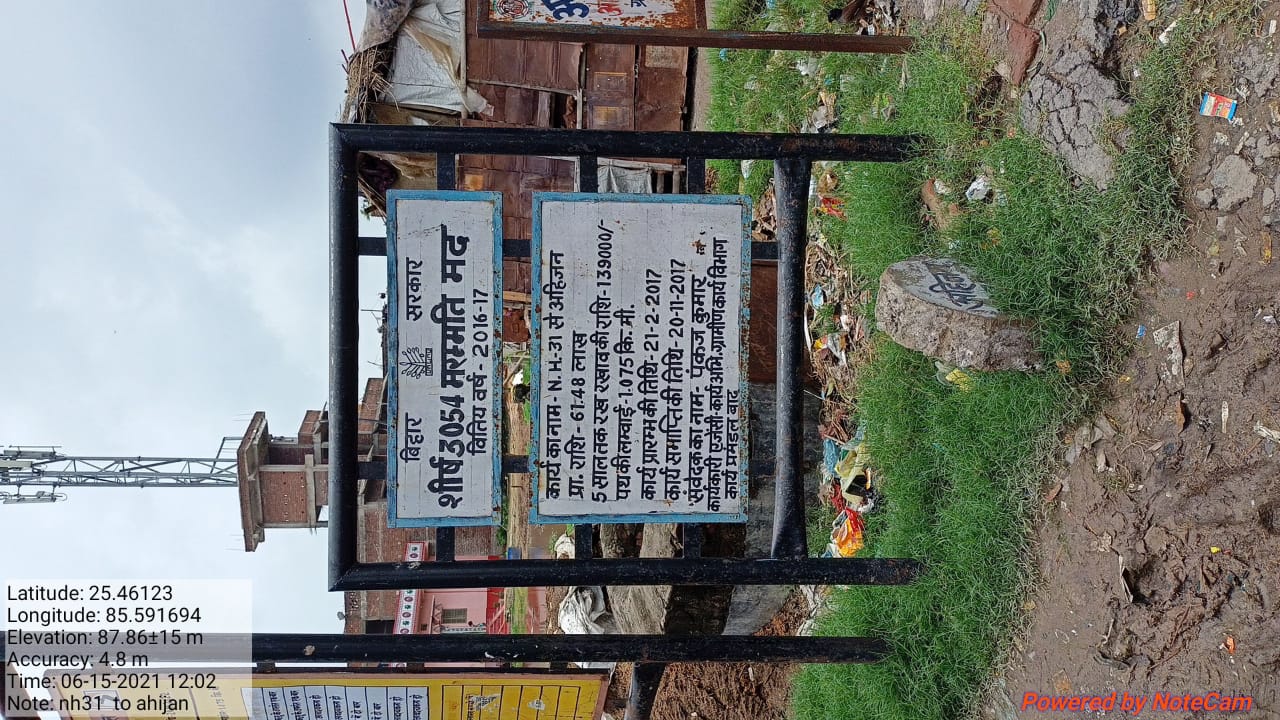 बिहार सरकार
शीर्ष 3054 मरम्मति मद
वितिय वर्ष - 2016-17
कार्य का नाम - N.H-31 से अहिजन
प्रा. राशि - 61.48 लाख
5 साल तक रख रखाव की राशि - 139000/-
पथ की लम्बाई - 1.075 कि. मी.
कार्य प्रारम्भ की तिथि - 21-2-2017
कार्य समाप्ति की तिथि - 20-11-2017
संवेदक का नाम - पंकज कुमार
कार्यकारी एजेंसी - कार्य अभि. ग्रामीण कार्य विभाग
कार्य प्रमंडल बाढ़
Latitude: 25.46123
Longitude: 85.591694
Elevation: 87.86±15 m
Accuracy: 4.8 m
Time: 06-15-2021 12:02
Note: nh31 to ahijan
Powered by NoteCam